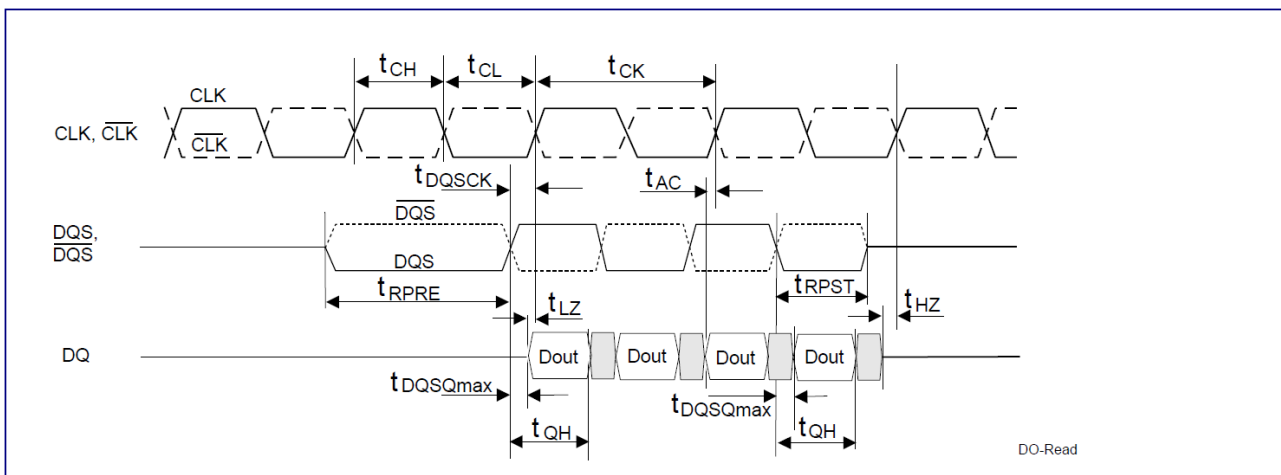 tCH tCL tCK
CLK
CLK, CLK
CLK
tDQSCK tAC
DQS
DQS,
DQS
DQS
tRPRE tLZ tRPST tHZ
DQ Dout Dout Dout Dout
tDQSQmax tDQSQmax
tQH tQH
DO-Read